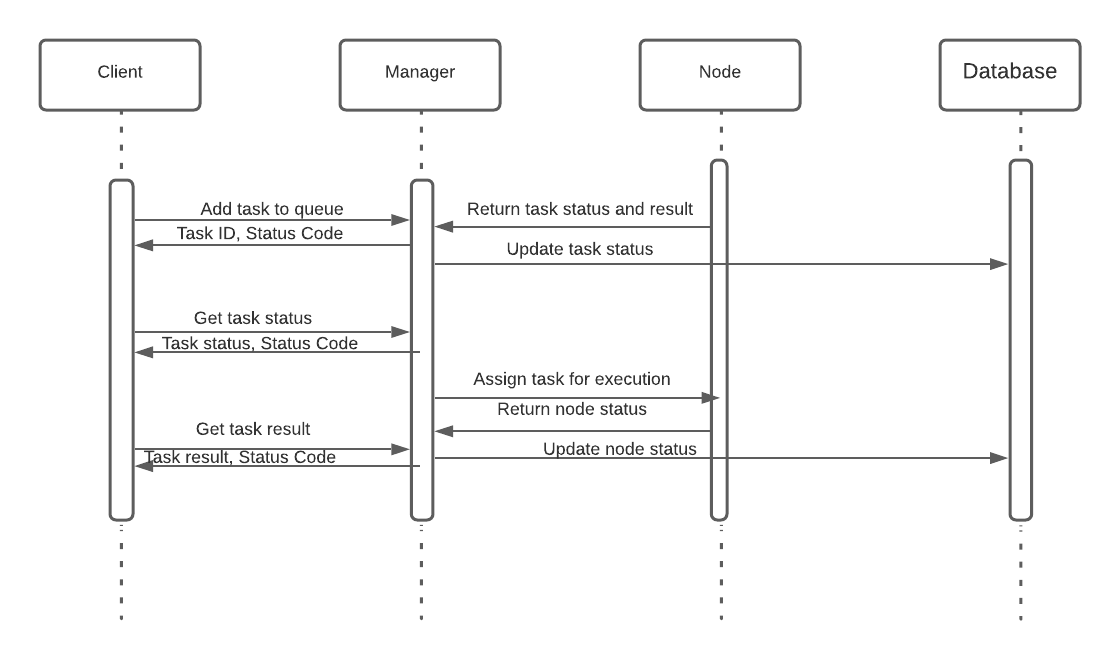 Client
Manager
Node
Database
Add task to queue
Return task status and result
Task ID, Status Code
Update task status
Get task status
Task status, Status Code
Assign task for execution
Return node status
Get task result
Update node status
Task result, Status Code